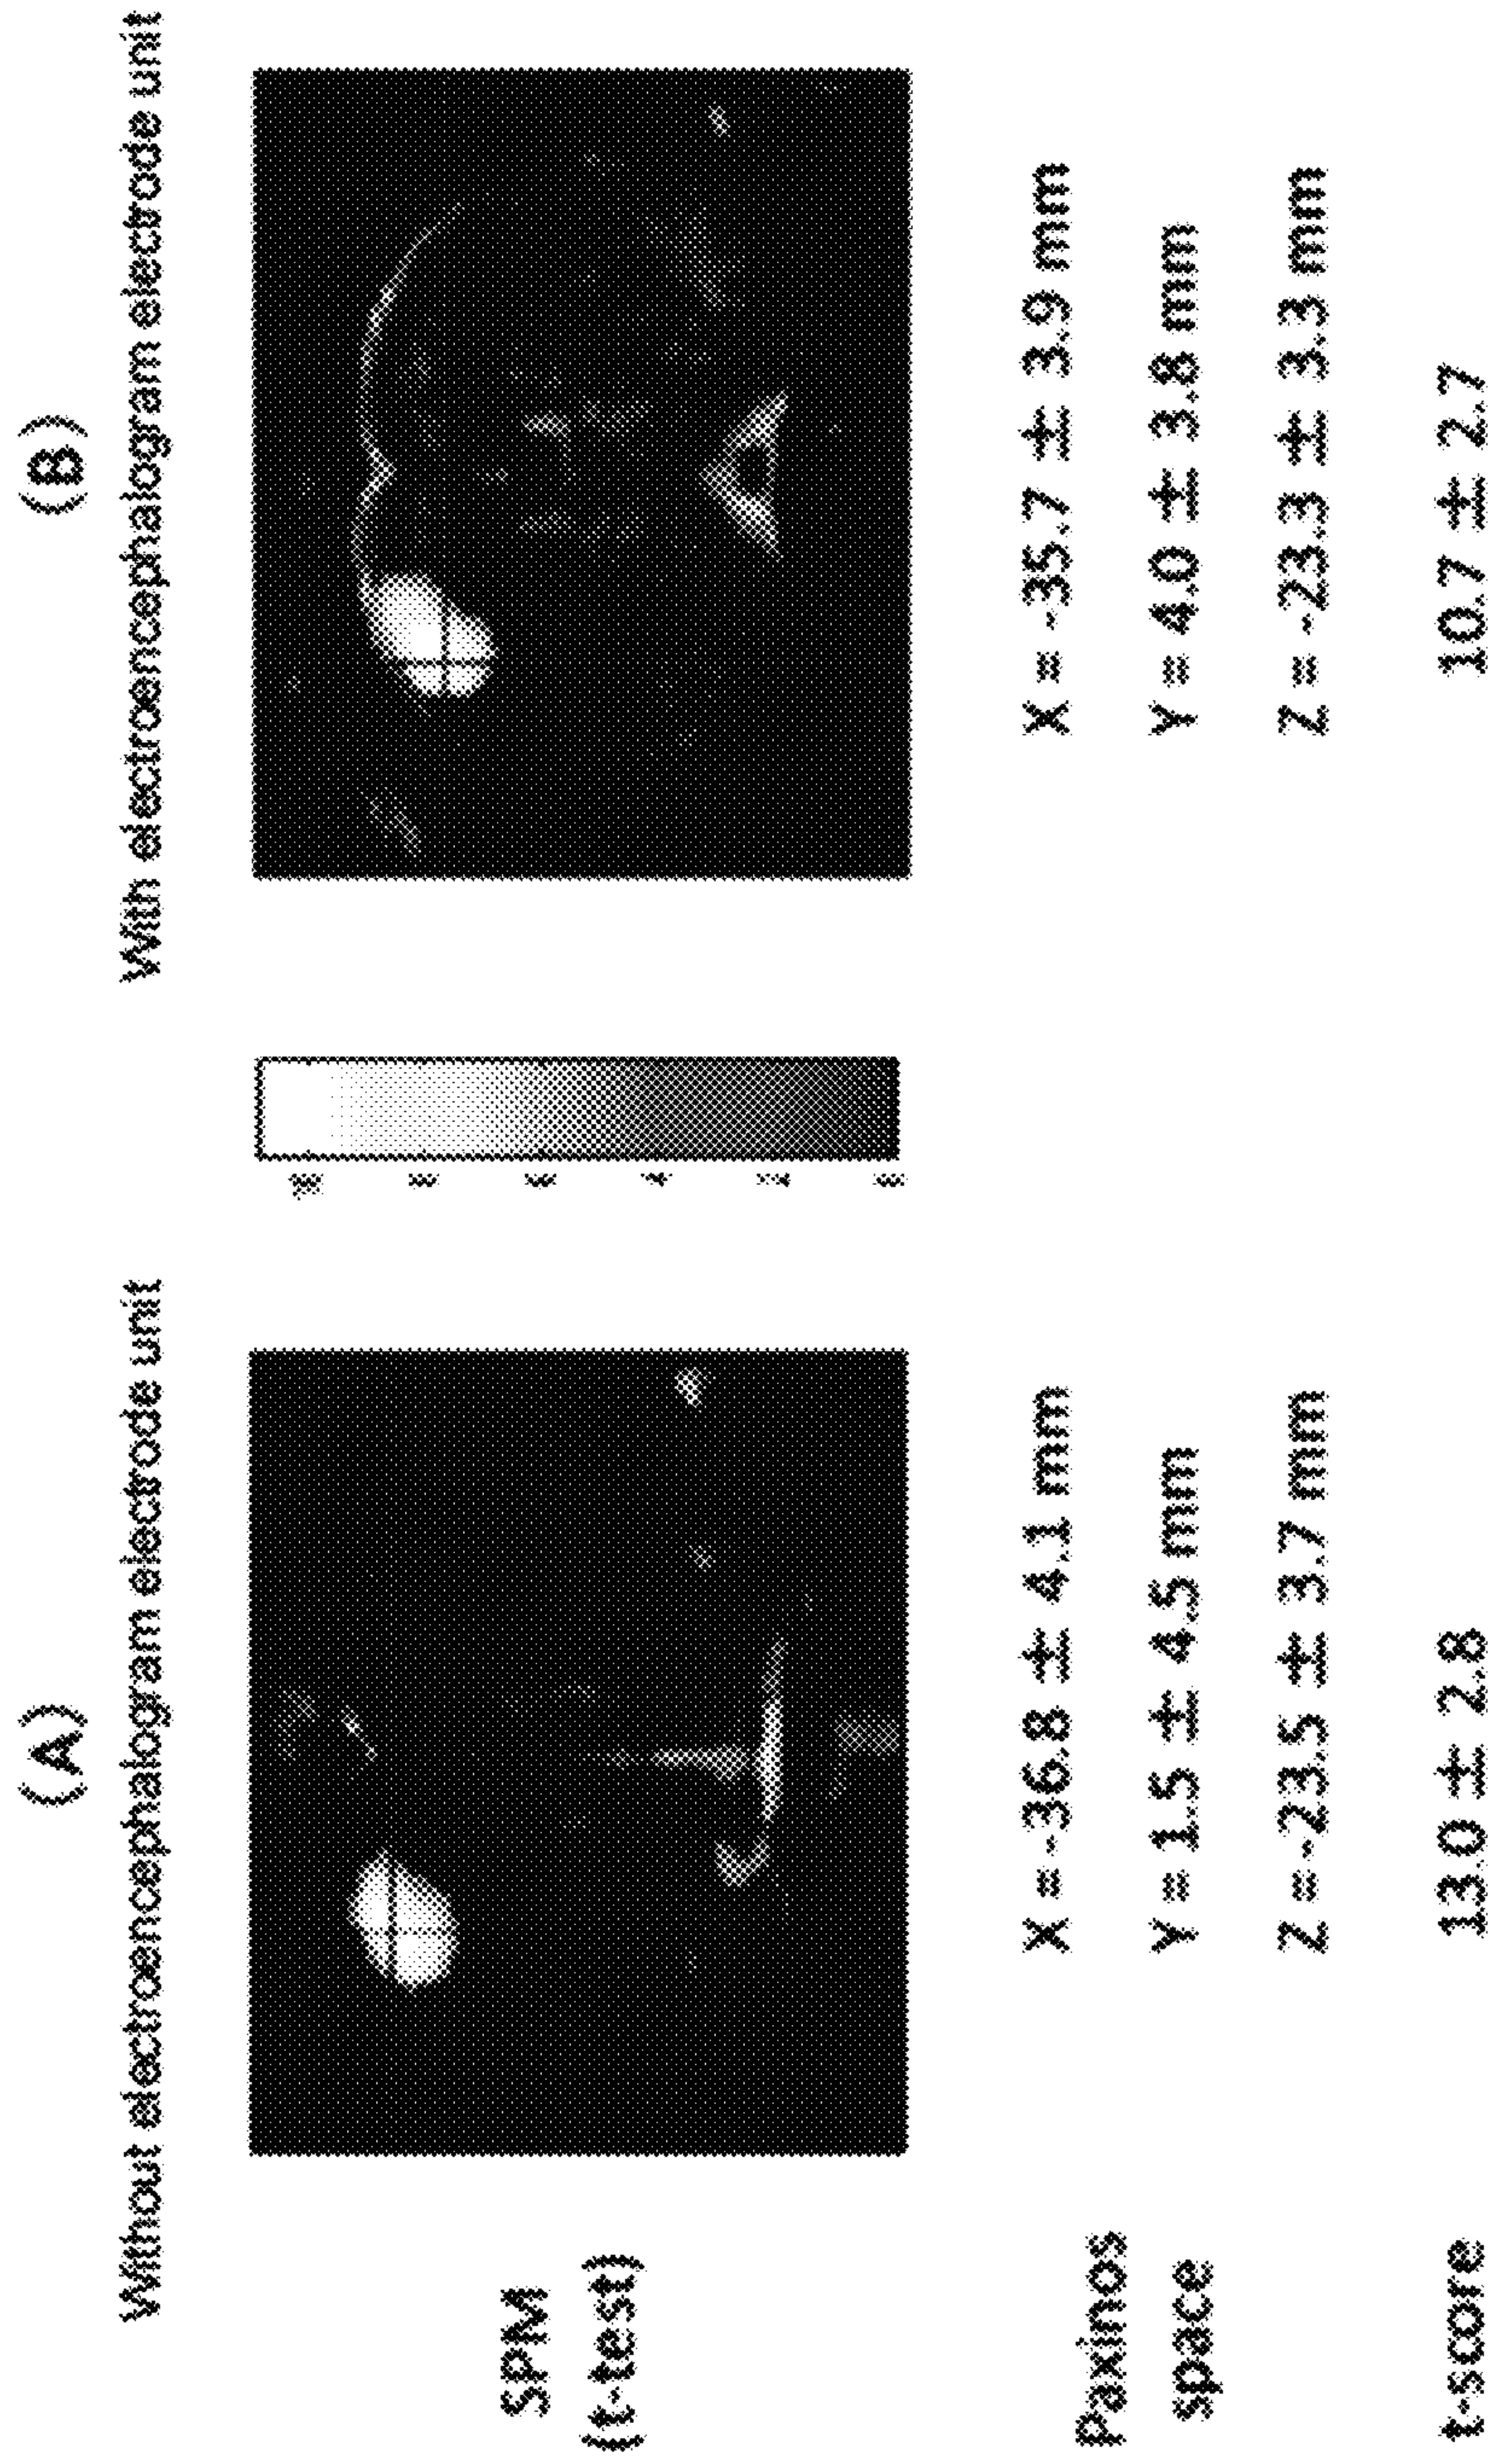 (A)
(B)
Without electroencephalogram electrode unit
With electroencephalogram electrode unit
SPM
(t-test)
Paxinos
space
X = -36.8 ± 4.1 mm
Y = 1.5 ± 4.5 mm
Z = -23.5 ± 3.7 mm
X = -35.7 ± 3.9 mm
Y = 4.0 ± 3.8 mm
Z = -23.3 ± 3.3 mm
t-score
13.0 ± 2.8
10.7 ± 2.7